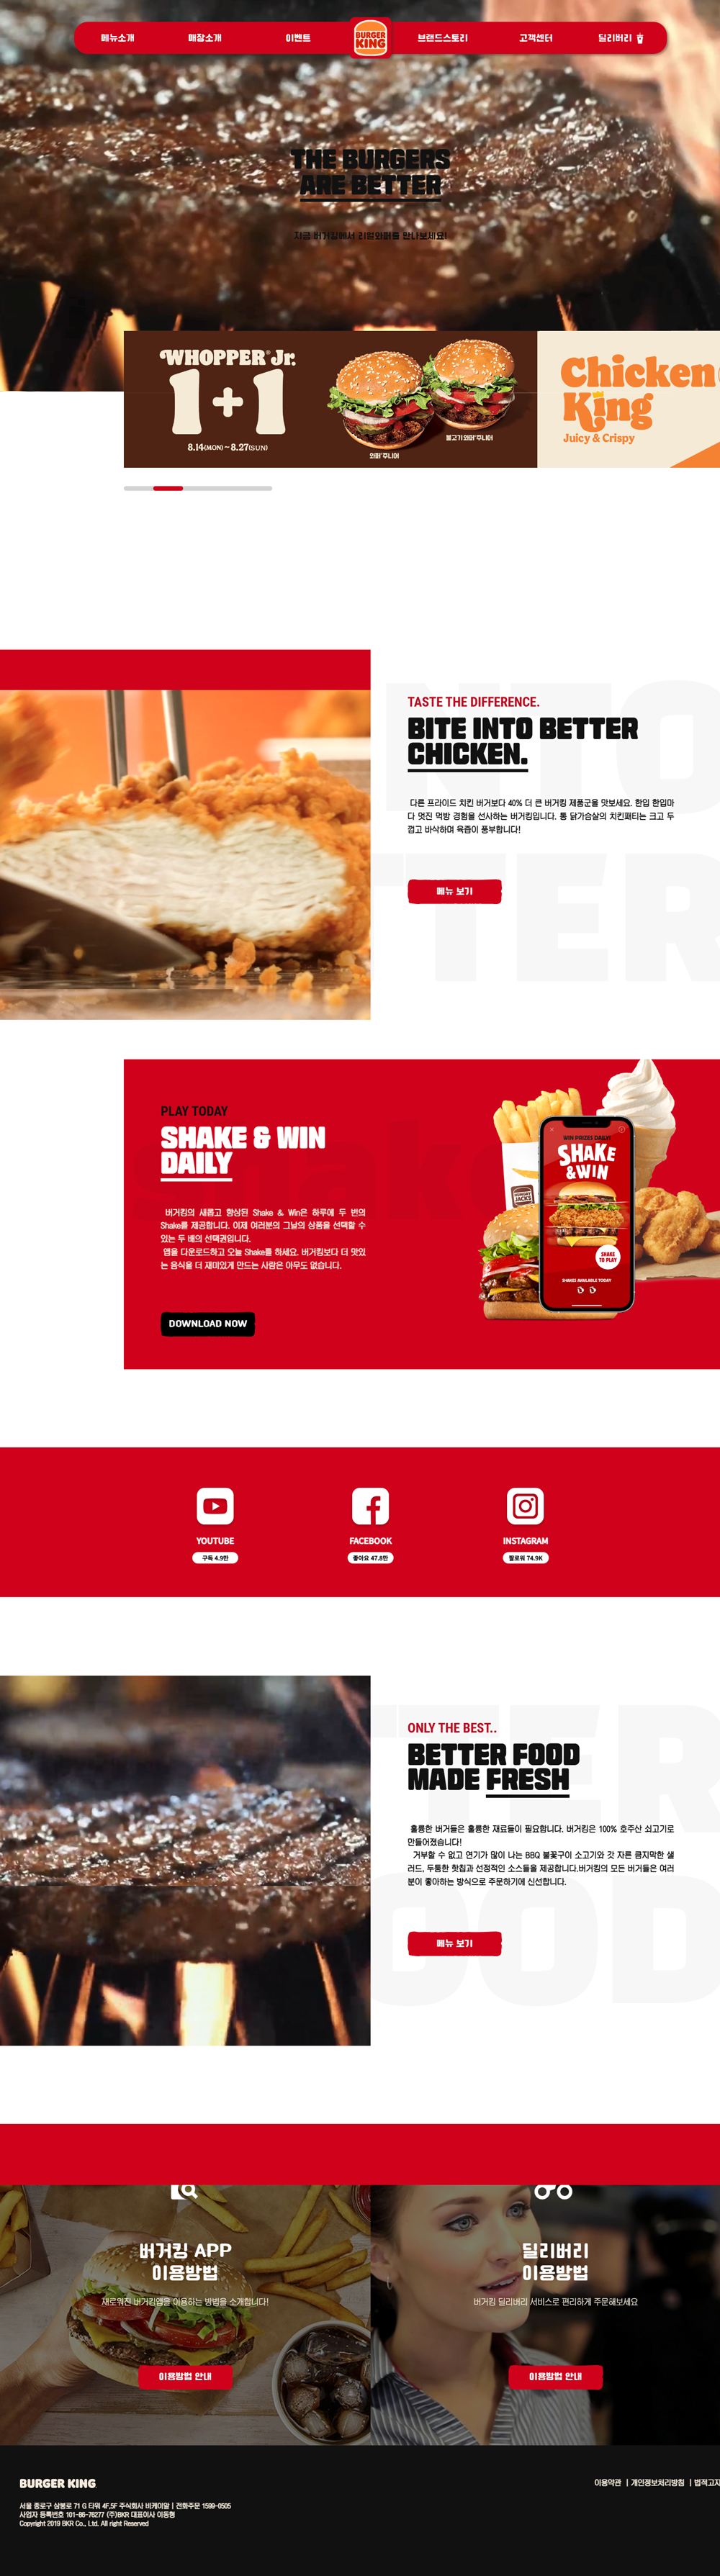 메뉴소개
매장소개
이벤트
BURGER
KING
브랜드스토리
고객센터
딜리버리
THE BURGERS
ARE BETTER
지금 버거킹에서 리얼와퍼를 만나보세요!
WHOPPER Jr.
1+1
8.14(MON) ~ 8.27(SUN)
와퍼주니어
불고기와퍼주니어
Chicken
King
Juicy & Crispy
TASTE THE DIFFERENCE.
BITE INTO BETTER
CHICKEN.
다른 프라이드 치킨 버거보다 40% 더 큰 버거킹 제품군을 맛보세요. 한입 한입마
다 멋진 먹방 경험을 선사하는 버거킹입니다. 통 닭가슴살의 치킨패티는 크고 두
껍고 바삭하며 육즙이 풍부합니다!
메뉴 보기
PLAY TODAY
SHAKE & WIN
DAILY
버거킹의 새롭고 향상된 Shake & Win은 하루에 두 번의
Shake를 제공합니다. 이제 여러분의 그날의 상품을 선택할 수
있는 두 배의 선택권입니다.
앱을 다운로드하고 오늘 Shake를 하세요. 버거킹보다 더 맛있
는 음식을 더 재미있게 만드는 사람은 아무도 없습니다.
DOWNLOAD NOW
HUNGRY
JACK'S
WIN PRIZES DAILY!
SHAKE
& WIN
SHAKE
TO PLAY
SHAKES AVAILABLE TODAY
YOUTUBE
구독 4.9만
FACEBOOK
좋아요 47.8만
INSTAGRAM
팔로워 74.9K
ONLY THE BEST..
BETTER FOOD
MADE FRESH
훌륭한 버거들은 훌륭한 재료들이 필요합니다. 버거킹은 100% 호주산 쇠고기로
만들어졌습니다!
거부할 수 없고 연기가 많이 나는 BBQ 불꽃구이 소고기와 갓 자른 큼지막한 샐
러드, 두툼한 핫칩과 선정적인 소스들을 제공합니다.버거킹의 모든 버거들은 여러
분이 좋아하는 방식으로 주문하기에 신선합니다.
메뉴 보기
버거킹 APP
이용방법
새로워진 버거킹앱을 이용하는 방법을 소개합니다!
이용방법 안내
딜리버리
이용방법
버거킹 딜리버리 서비스로 편리하게 주문해보세요
이용방법 안내
BURGER KING
이용약관 | 개인정보처리방침 | 법적고지
서울 종로구 삼봉로 71 G 타워 4F,5F 주식회사 비케이알 | 전화주문 1599-0505
사업자 등록번호 101-86-76277 (주)BKR 대표이사 이동형
Copyright 2019 BKR Co., Ltd. All right Reserved